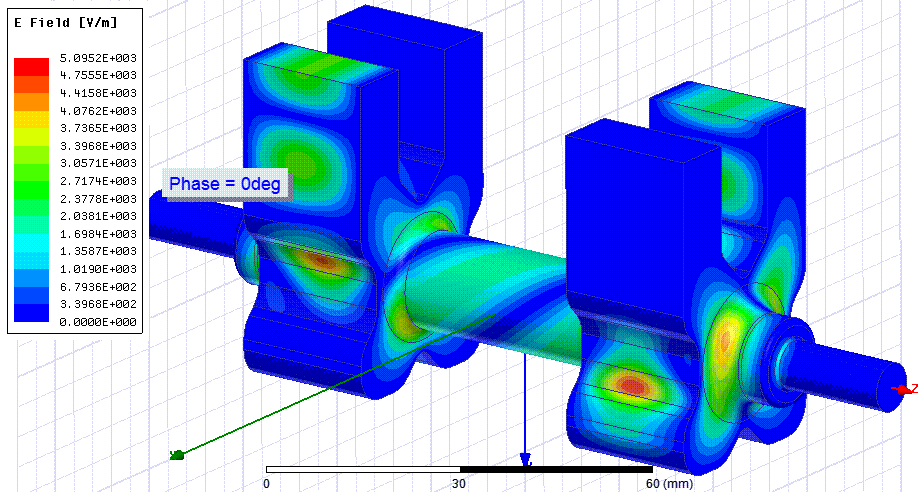 E Field [V/m]
5.0952E+003
4.7555E+003
4.4158E+003
4.0762E+003
3.7365E+003
3.3968E+003
3.0571E+003
2.7174E+003
2.3778E+003
2.0381E+003
1.6984E+003
1.3587E+003
1.0190E+003
6.7936E+002
3.3968E+002
0.0000E+000
Phase = 0deg
Z
0 30 60 (mm)